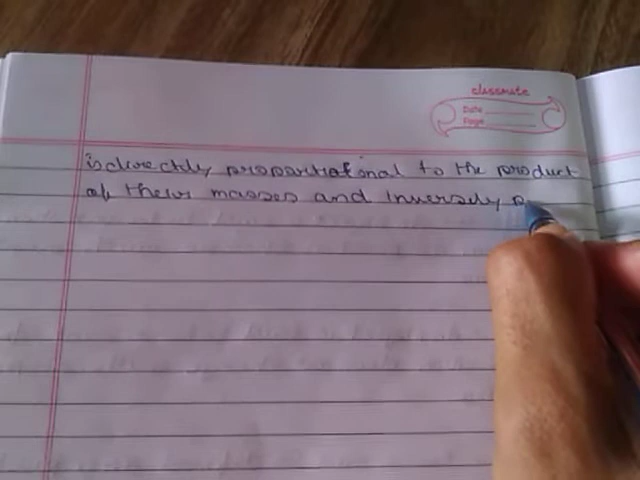 classmate
Date
Page
is directly proportional to the product
of their masses and inversely p